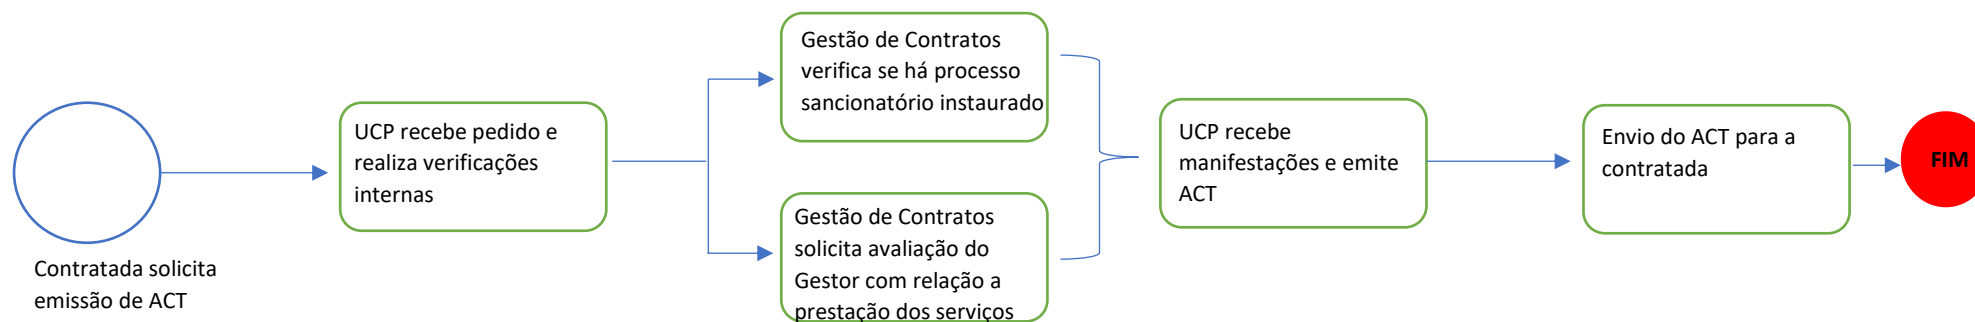 Contratada solicita
emissão de ACT
UCP recebe pedido e
realiza verificações
internas
Gestão de Contratos
verifica se há processo
sancionatório instaurado
Gestão de Contratos
solicita avaliação do
Gestor com relação a
prestação dos serviços
UCP recebe
manifestações e emite
ACT
Envio do ACT para a
contratada
FIM